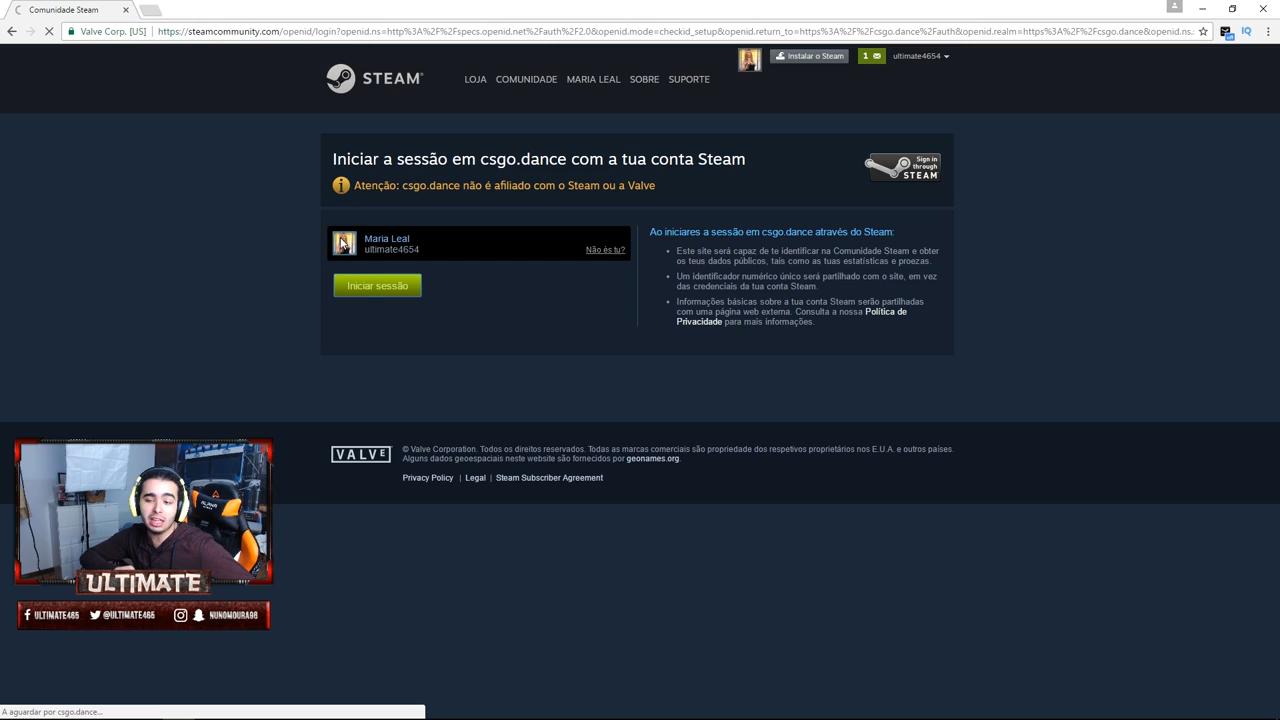 Comunidade Steam
Valve Corp. [US]
https://steamcommunity.com/openid/login?openid.ns=http%3A%2F%2Fspecs.openid.net%2Fauth%2F2.0&openid.mode=checkid_setup&openid.return_to=https%3A%2F%2Fcsgo.dance%2Fauth&openid.realm=https%3A%2F%2Fcsgo.dance&openid.ns.
STEAM
LOJA COMUNIDADE MARIA LEAL SOBRE SUPORTE
Instalar o Steam
1
ultimate4654
Iniciar a sessão em csgo.dance com a tua conta Steam
Atenção: csgo.dance não é afiliado com o Steam ou a Valve
Sign in
through
STEAM
Maria Leal
ultimate4654
Não és tu?
Iniciar sessão
Ao iniciares a sessão em csgo.dance através do Steam:
Este site será capaz de te identificar na Comunidade Steam e obter
os teus dados públicos, tais como as tuas estatísticas e proezas.
Um identificador numérico único será partilhado com o site, em vez
das credenciais da tua conta Steam.
Informações básicas sobre a tua conta Steam serão partilhadas
com uma página web externa. Consulta a nossa Política de
Privacidade para mais informações.
VALVE
© Valve Corporation. Todos os direitos reservados. Todas as marcas comerciais são propriedade dos respetivos proprietários nos E.U.A. e outros países.
Alguns dados geoespaciais neste website são fornecidos por geonames.org.
Privacy Policy | Legal | Steam Subscriber Agreement
ULTIMATE
ULTIMATE465 @ULTIMATE465 NUNOMOURA98
A aguardar por csgo.dance...